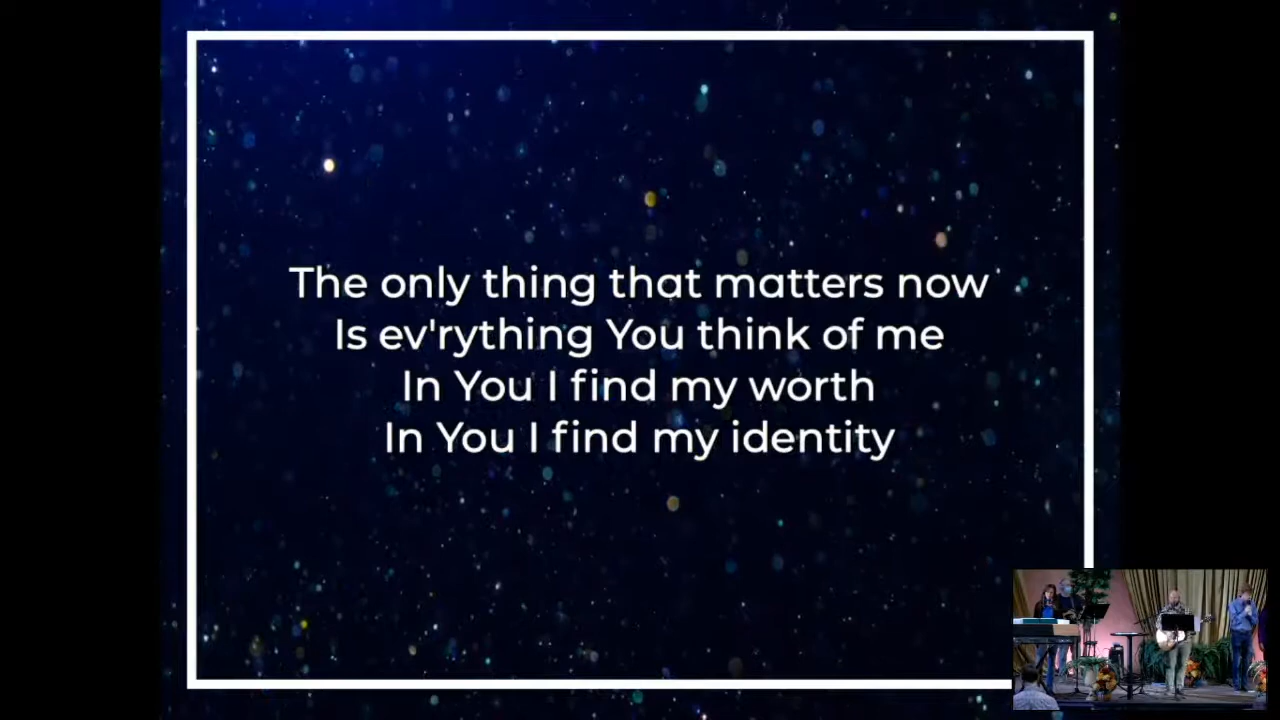 The only thing that matters now
Is ev'rything You think of me
In You I find my worth
In You I find my identity